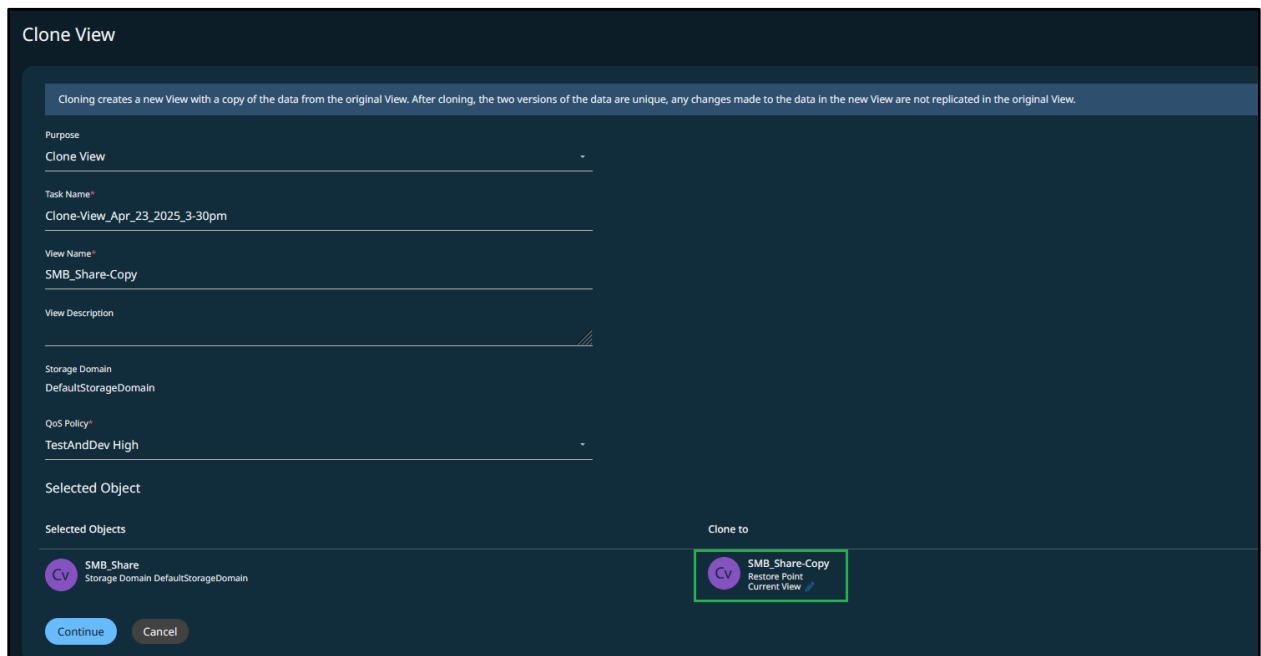 Clone View
Cloning creates a new View with a copy of the data from the original View. After cloning, the two versions of the data are unique, any changes made to the data in the new View are not replicated in the original View.
Purpose
Clone View
Task Name*
Clone-View_Apr_23_2025_3-30pm
View Name*
SMB_Share-Copy
View Description
Storage Domain
DefaultStorageDomain
QoS Policy*
TestAndDev High
Selected Object
Selected Objects
Clone to
Cv
SMB_Share
Storage Domain DefaultStorageDomain
Cv
SMB_Share-Copy
Restore Point
Current View
Continue
Cancel